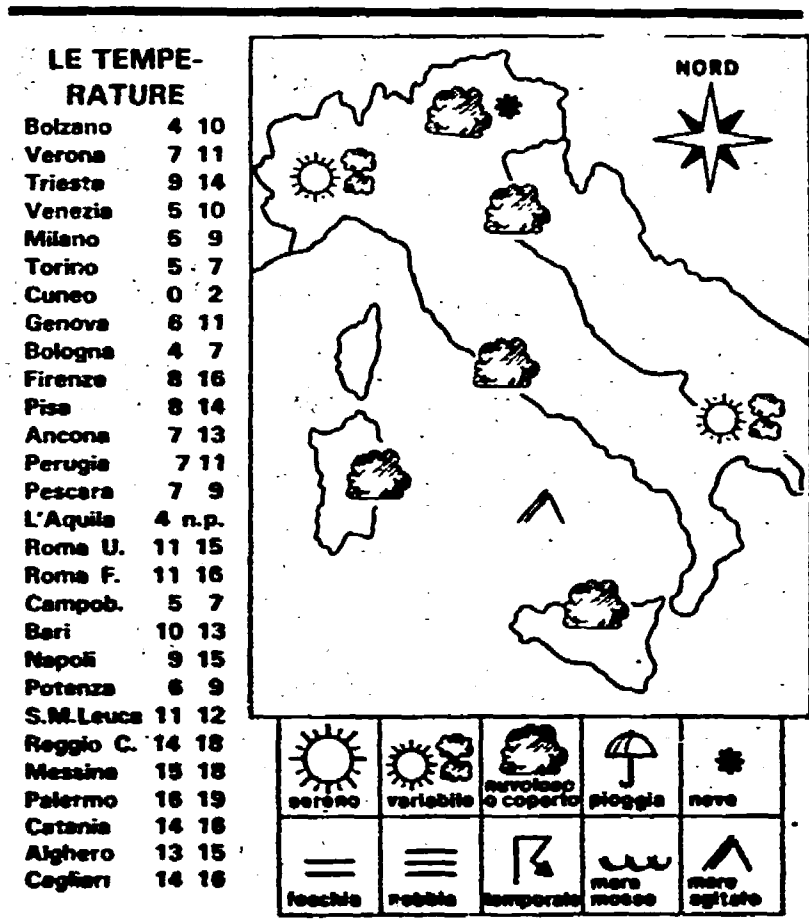 LE TEMPE-
RATURE
Bolzano 4 10
Verona 7 11
Trieste 9 14
Venezia 5 10
Milano 5 9
Torino 5 7
Cuneo 0 2
Genova 6 11
Bologna 4 7
Firenze 8 16
Pisa 8 14
Ancona 7 13
Perugia 7 11
Pescara 7 9
L'Aquila 4 n.p.
Roma U. 11 15
Roma F. 11 16
Campob. 5 7
Bari 10 13
Napoli 9 15
Potenza 6 9
S.M.Leuca 11 12
Reggio C. 14 18
Messina 15 18
Palermo 16 19
Catania 14 16
Alghero 13 15
Cagliari 14 16
NORD
sereno
variabile
nuvoloso
o coperto
pioggia
neve
foschia
nebbia
temporale
mare
mosso
mare
agitato